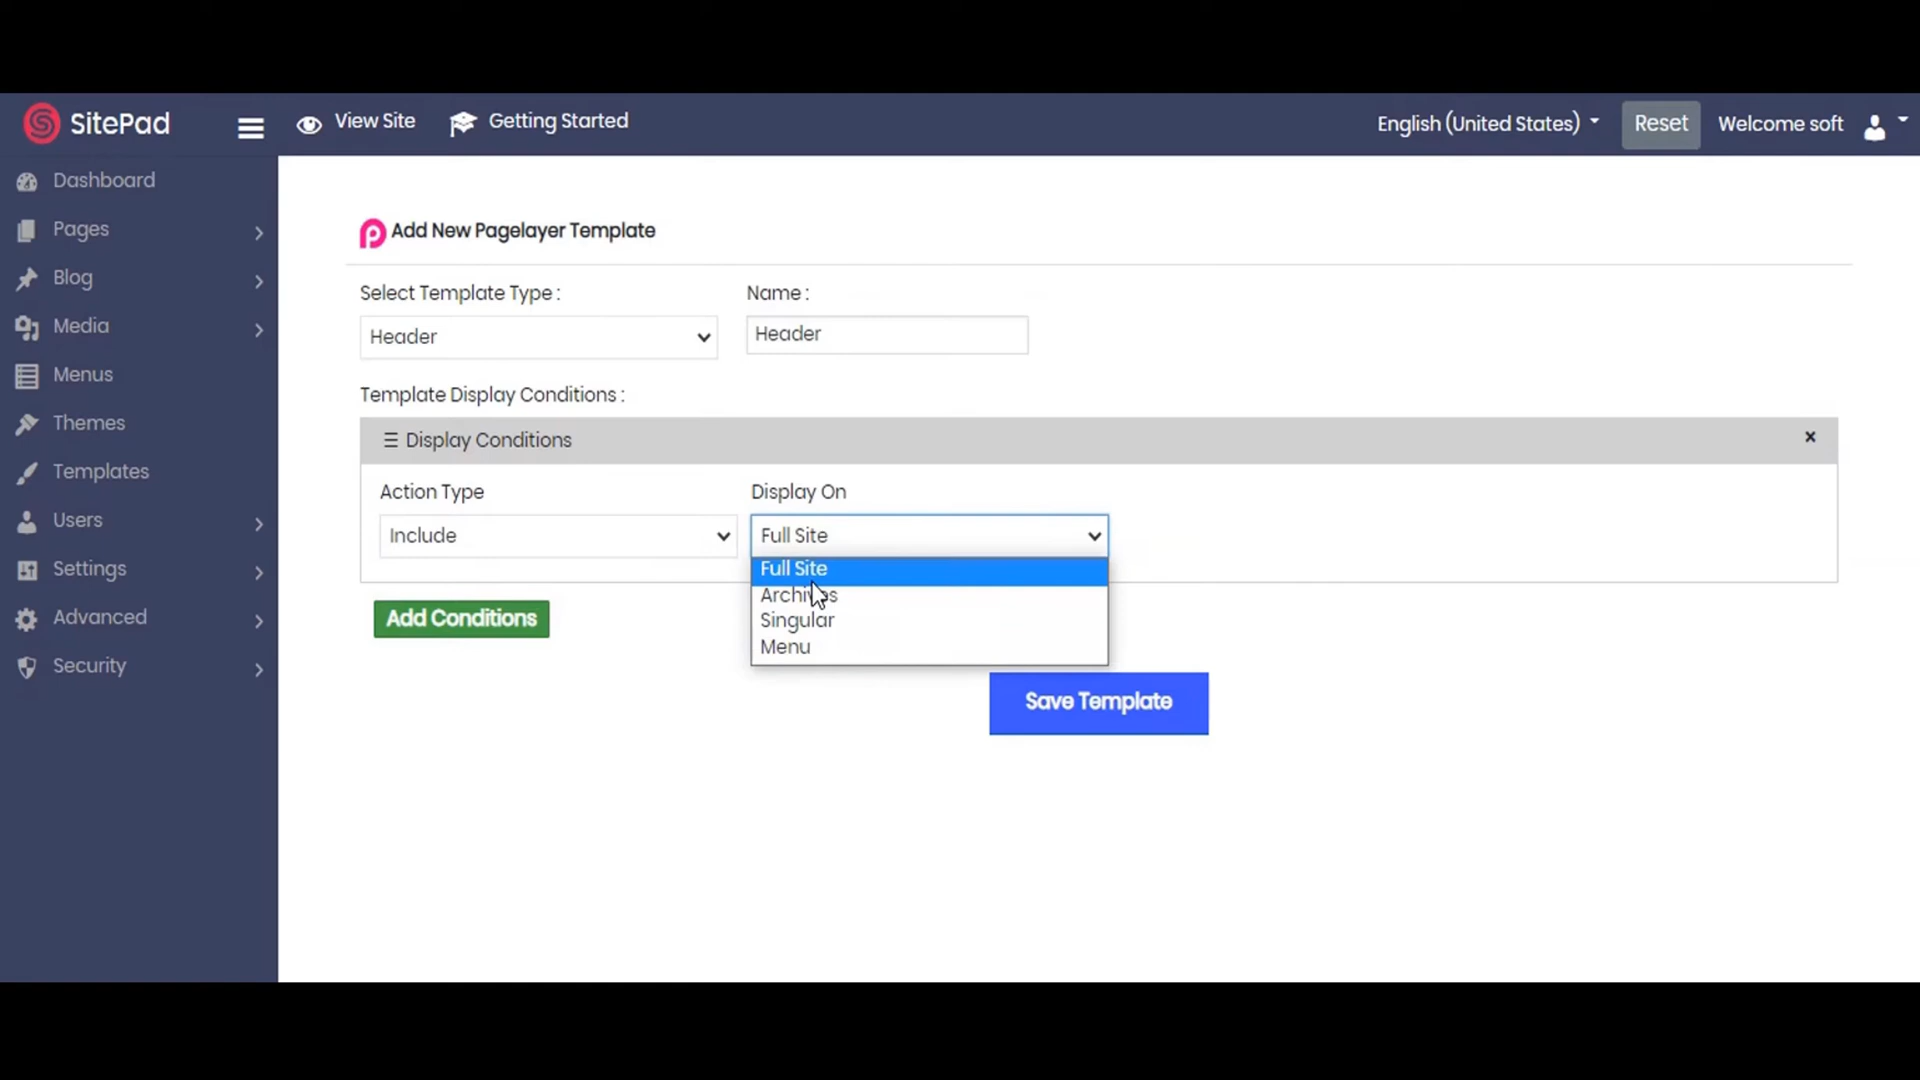 SitePad
View Site
Getting Started
English (United States)
Reset
Welcome soft
Dashboard
Pages
Blog
Media
Menus
Themes
Templates
Users
Settings
Advanced
Security
Add New Pagelayer Template
Select Template Type :
Name :
Header
Header
Template Display Conditions :
Display Conditions
Action Type
Display On
Include
Full Site
Full Site
Archives
Singular
Menu
Add Conditions
Save Template